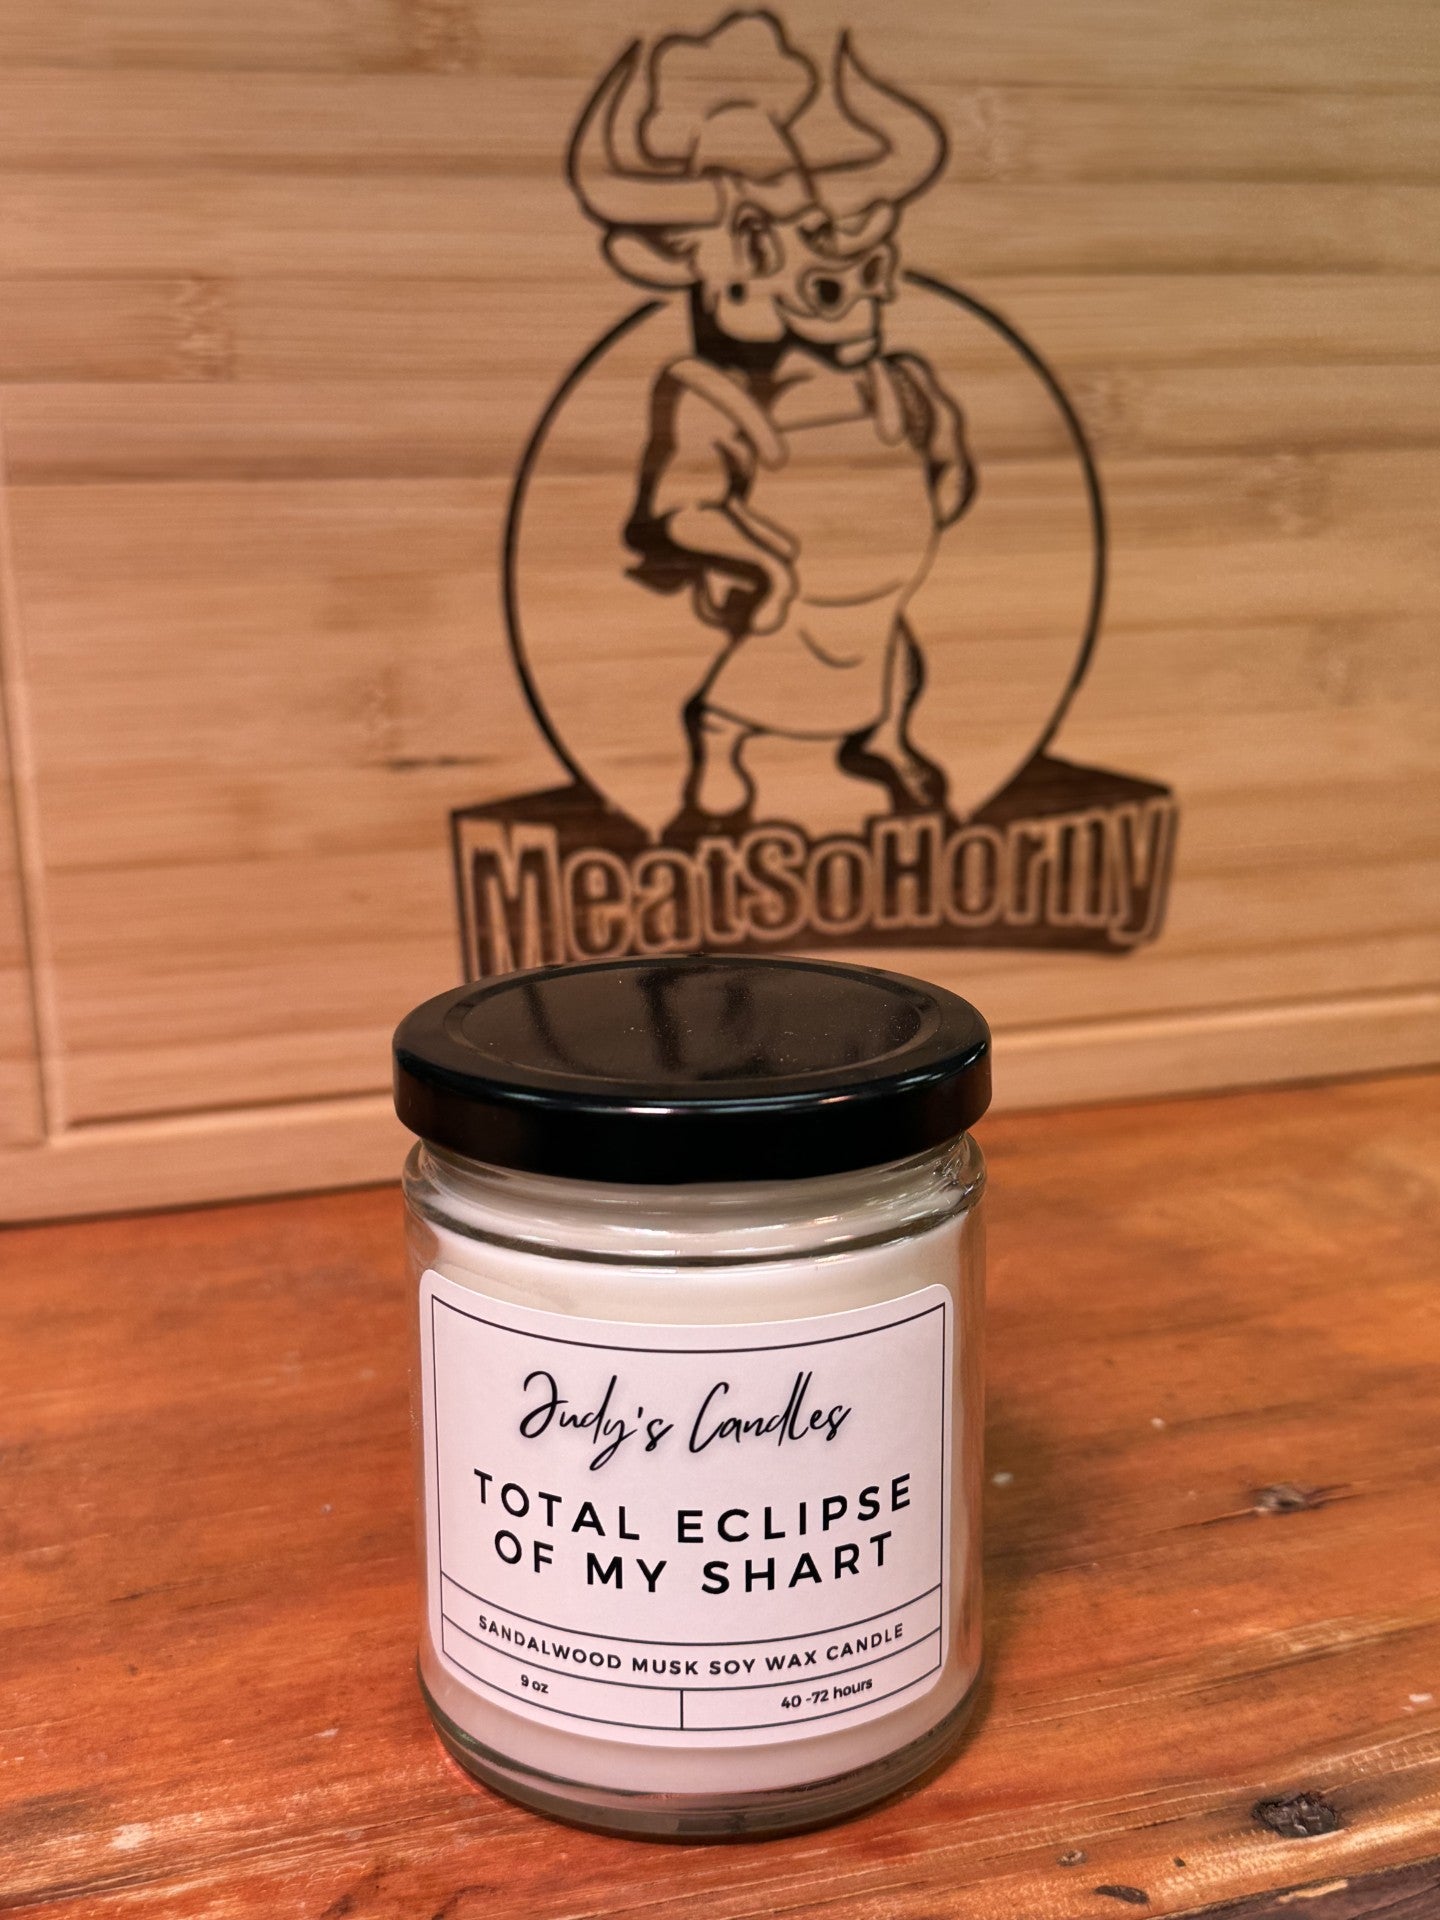 MeatSoHorny
Judy's Candles
TOTAL ECLIPSE
OF MY SHART
SANDALWOOD MUSK SOY WAX CANDLE
9 oz
40 -72 hours